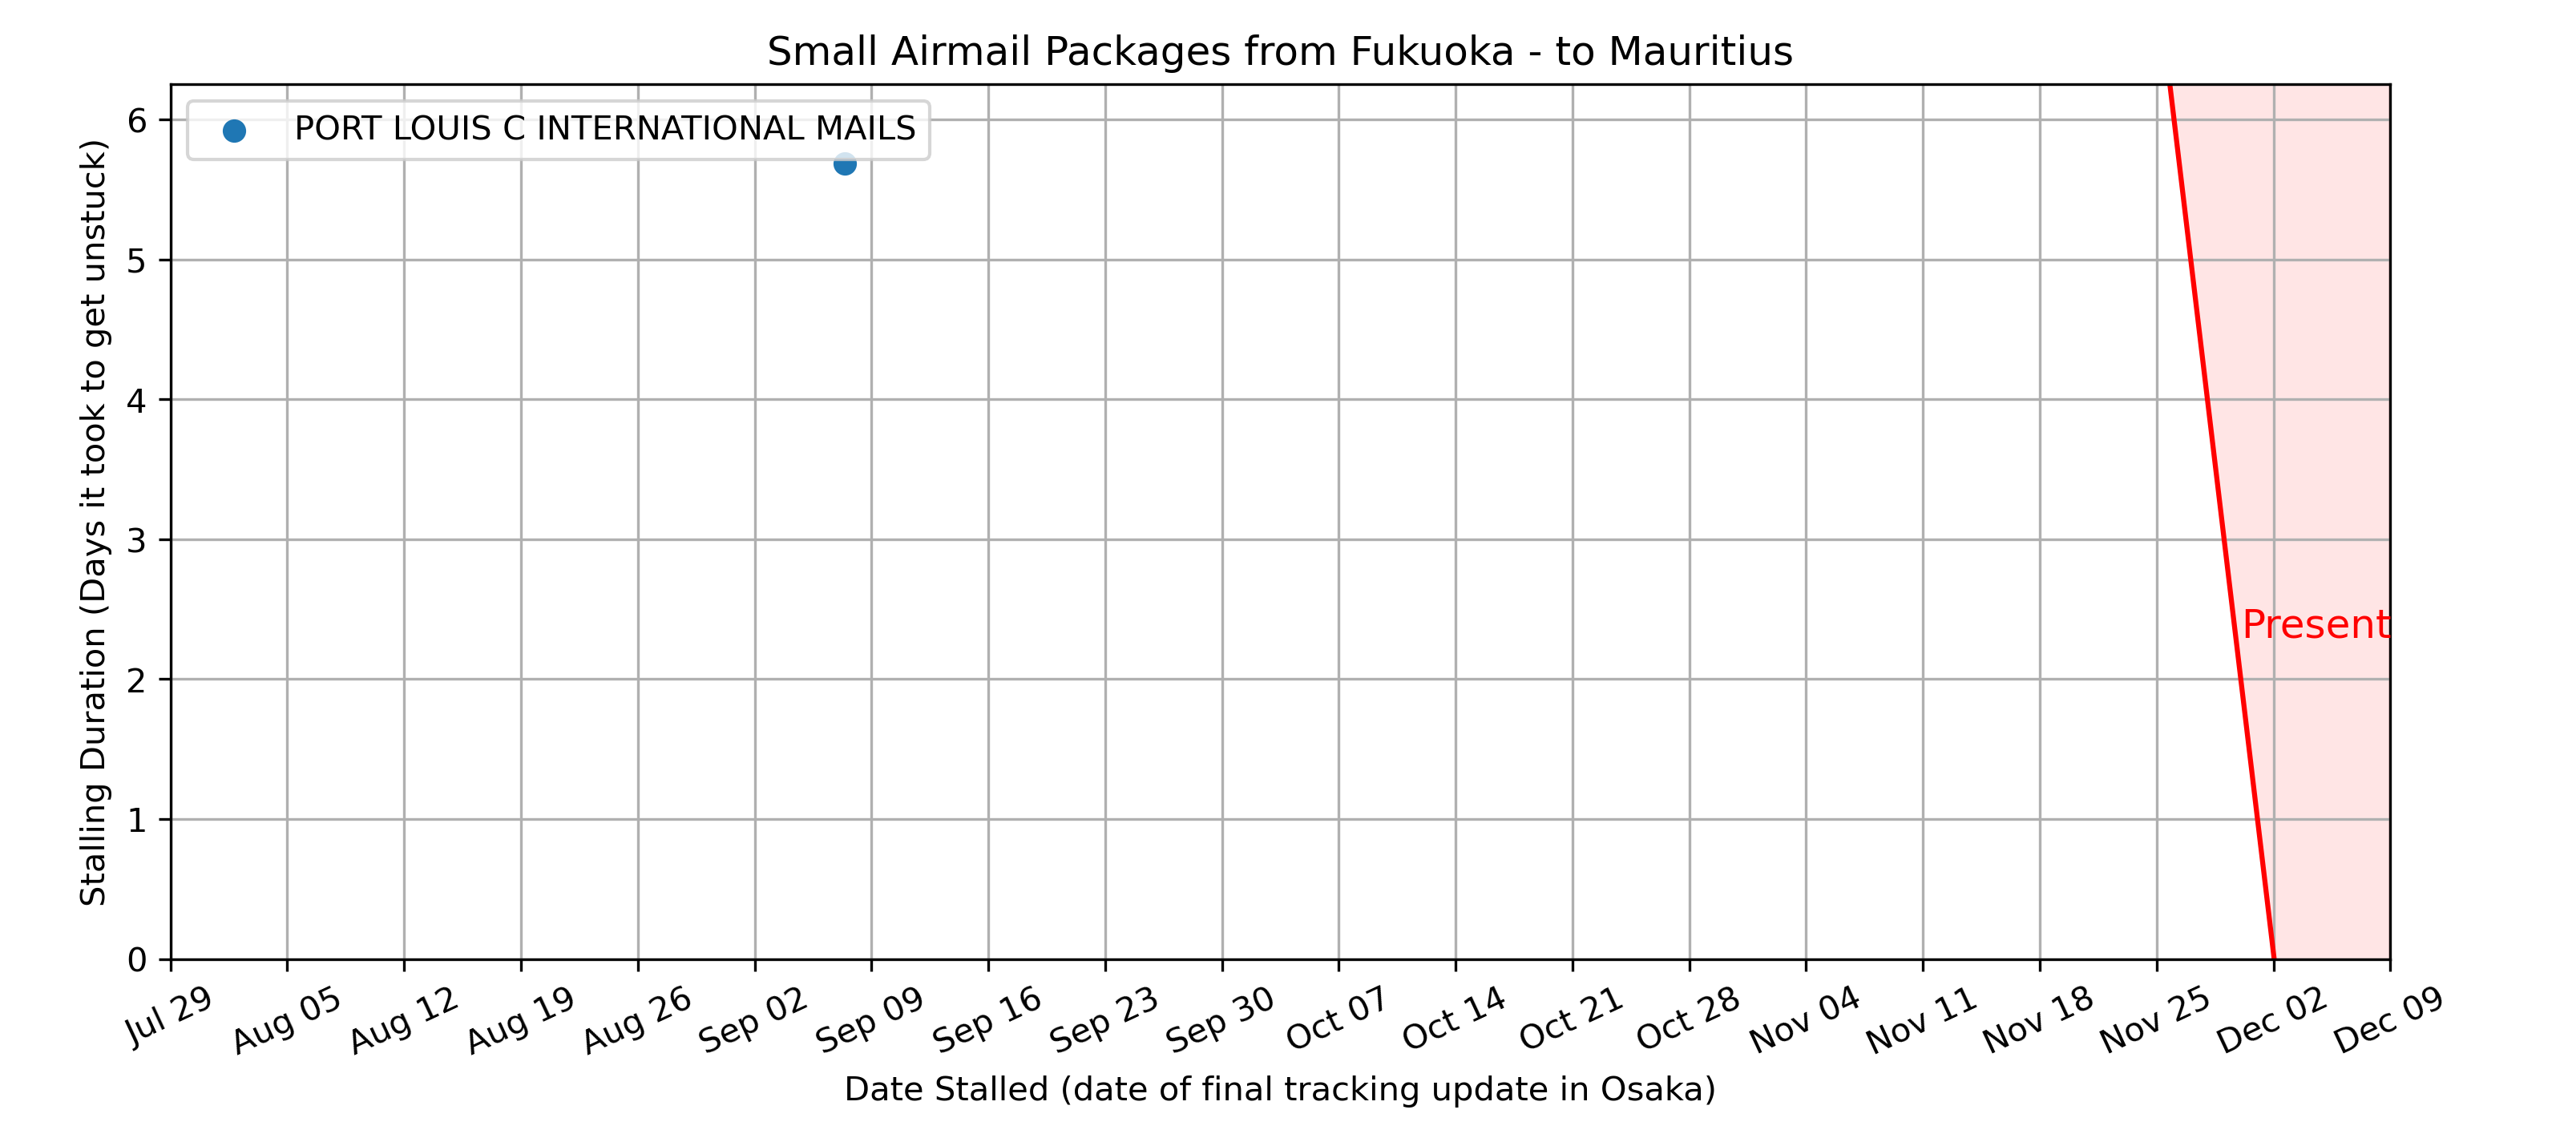 Small Airmail Packages from Fukuoka - to Mauritius
PORT LOUIS C INTERNATIONAL MAILS
Stalling Duration (Days it took to get unstuck)
6
5
4
3
2
1
0
Present
Jul 29
Aug 05
Aug 12
Aug 19
Aug 26
Sep 02
Sep 09
Sep 16
Sep 23
Sep 30
Oct 07
Oct 14
Oct 21
Oct 28
Nov 04
Nov 11
Nov 18
Nov 25
Dec 02
Dec 09
Date Stalled (date of final tracking update in Osaka)